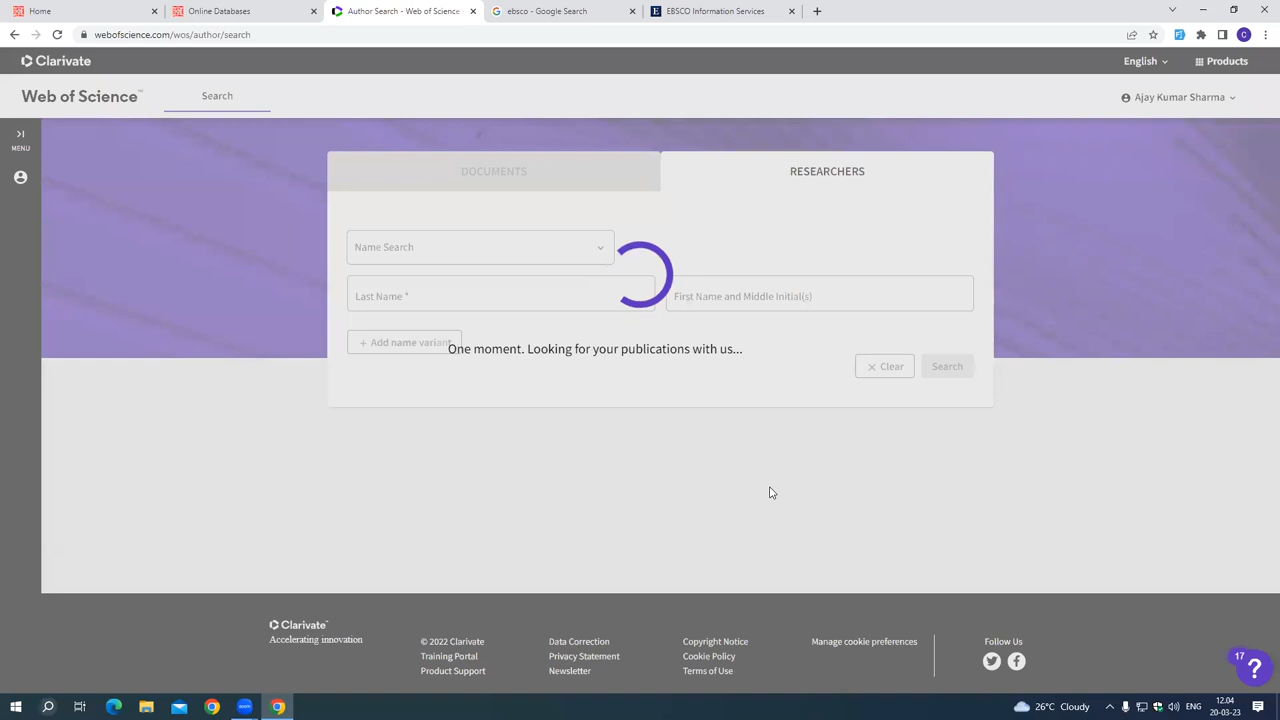 Home
Online Databases
Author Search - Web of Science
ebsco - Google Search
EBSCO Information Services
webofscience.com/wos/author/search
C
Clarivate
English
Products
Web of Science™
Search
Ajay Kumar Sharma
MENU
DOCUMENTS
RESEARCHERS
Name Search
Last Name *
First Name and Middle Initial(s)
+ Add name variant
One moment. Looking for your publications with us...
× Clear
Search
Clarivate™
Accelerating innovation
© 2022 Clarivate
Training Portal
Product Support
Data Correction
Privacy Statement
Newsletter
Copyright Notice
Cookie Policy
Terms of Use
Manage cookie preferences
Follow Us
17
?
zoom
26°C Cloudy
ENG
12.04
20-03-23